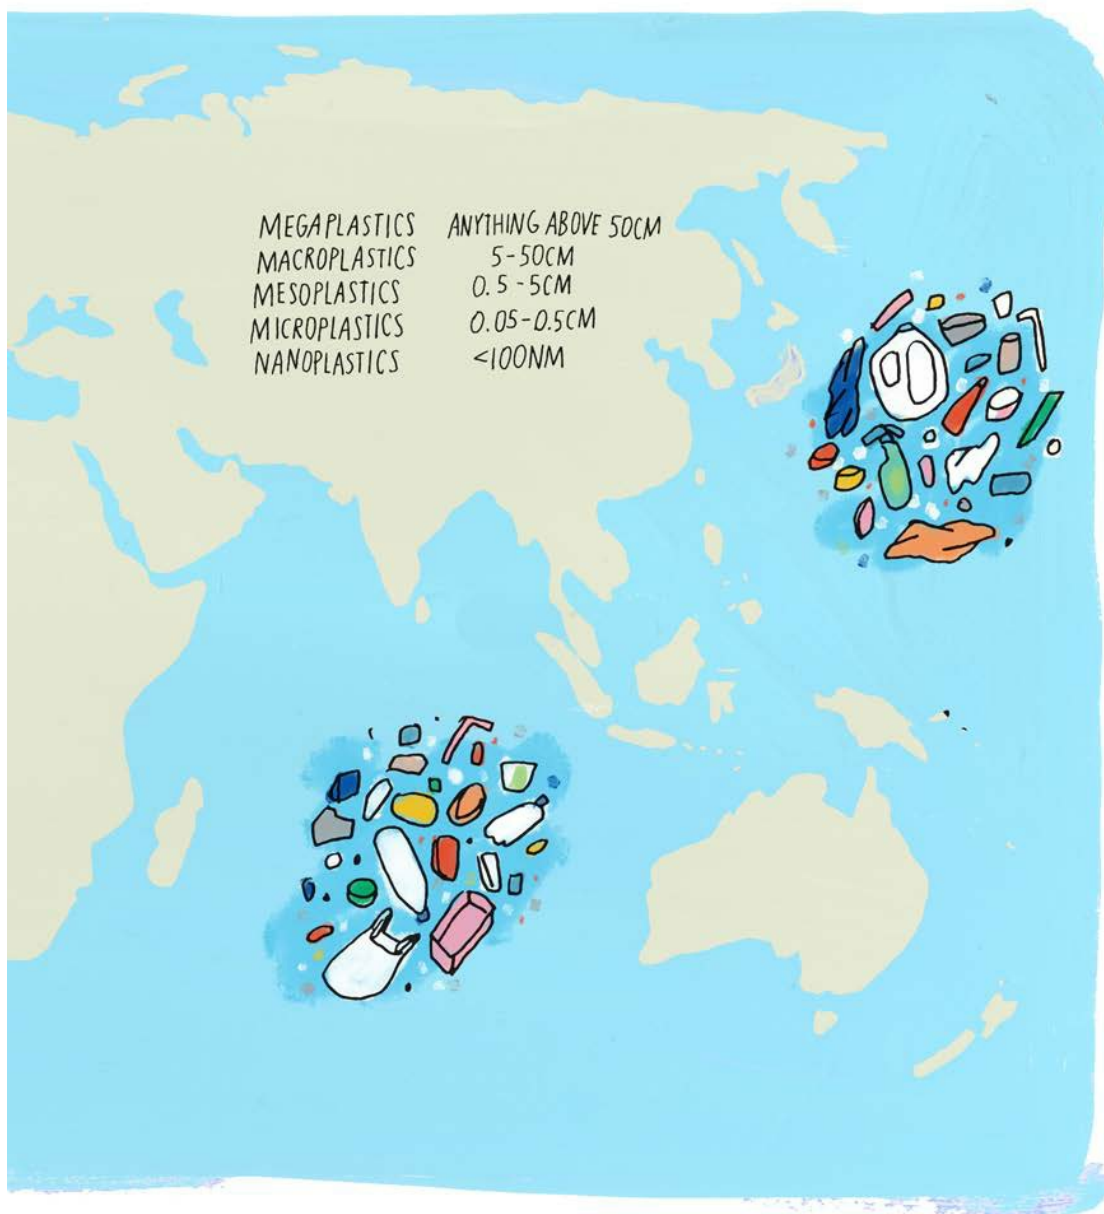 MEGAPLASTICS ANYTHING ABOVE 50CM
MACROPLASTICS 5-50CM
MESOPLASTICS 0.5-5CM
MICROPLASTICS 0.05-0.5CM
NANOPLASTICS <100NM